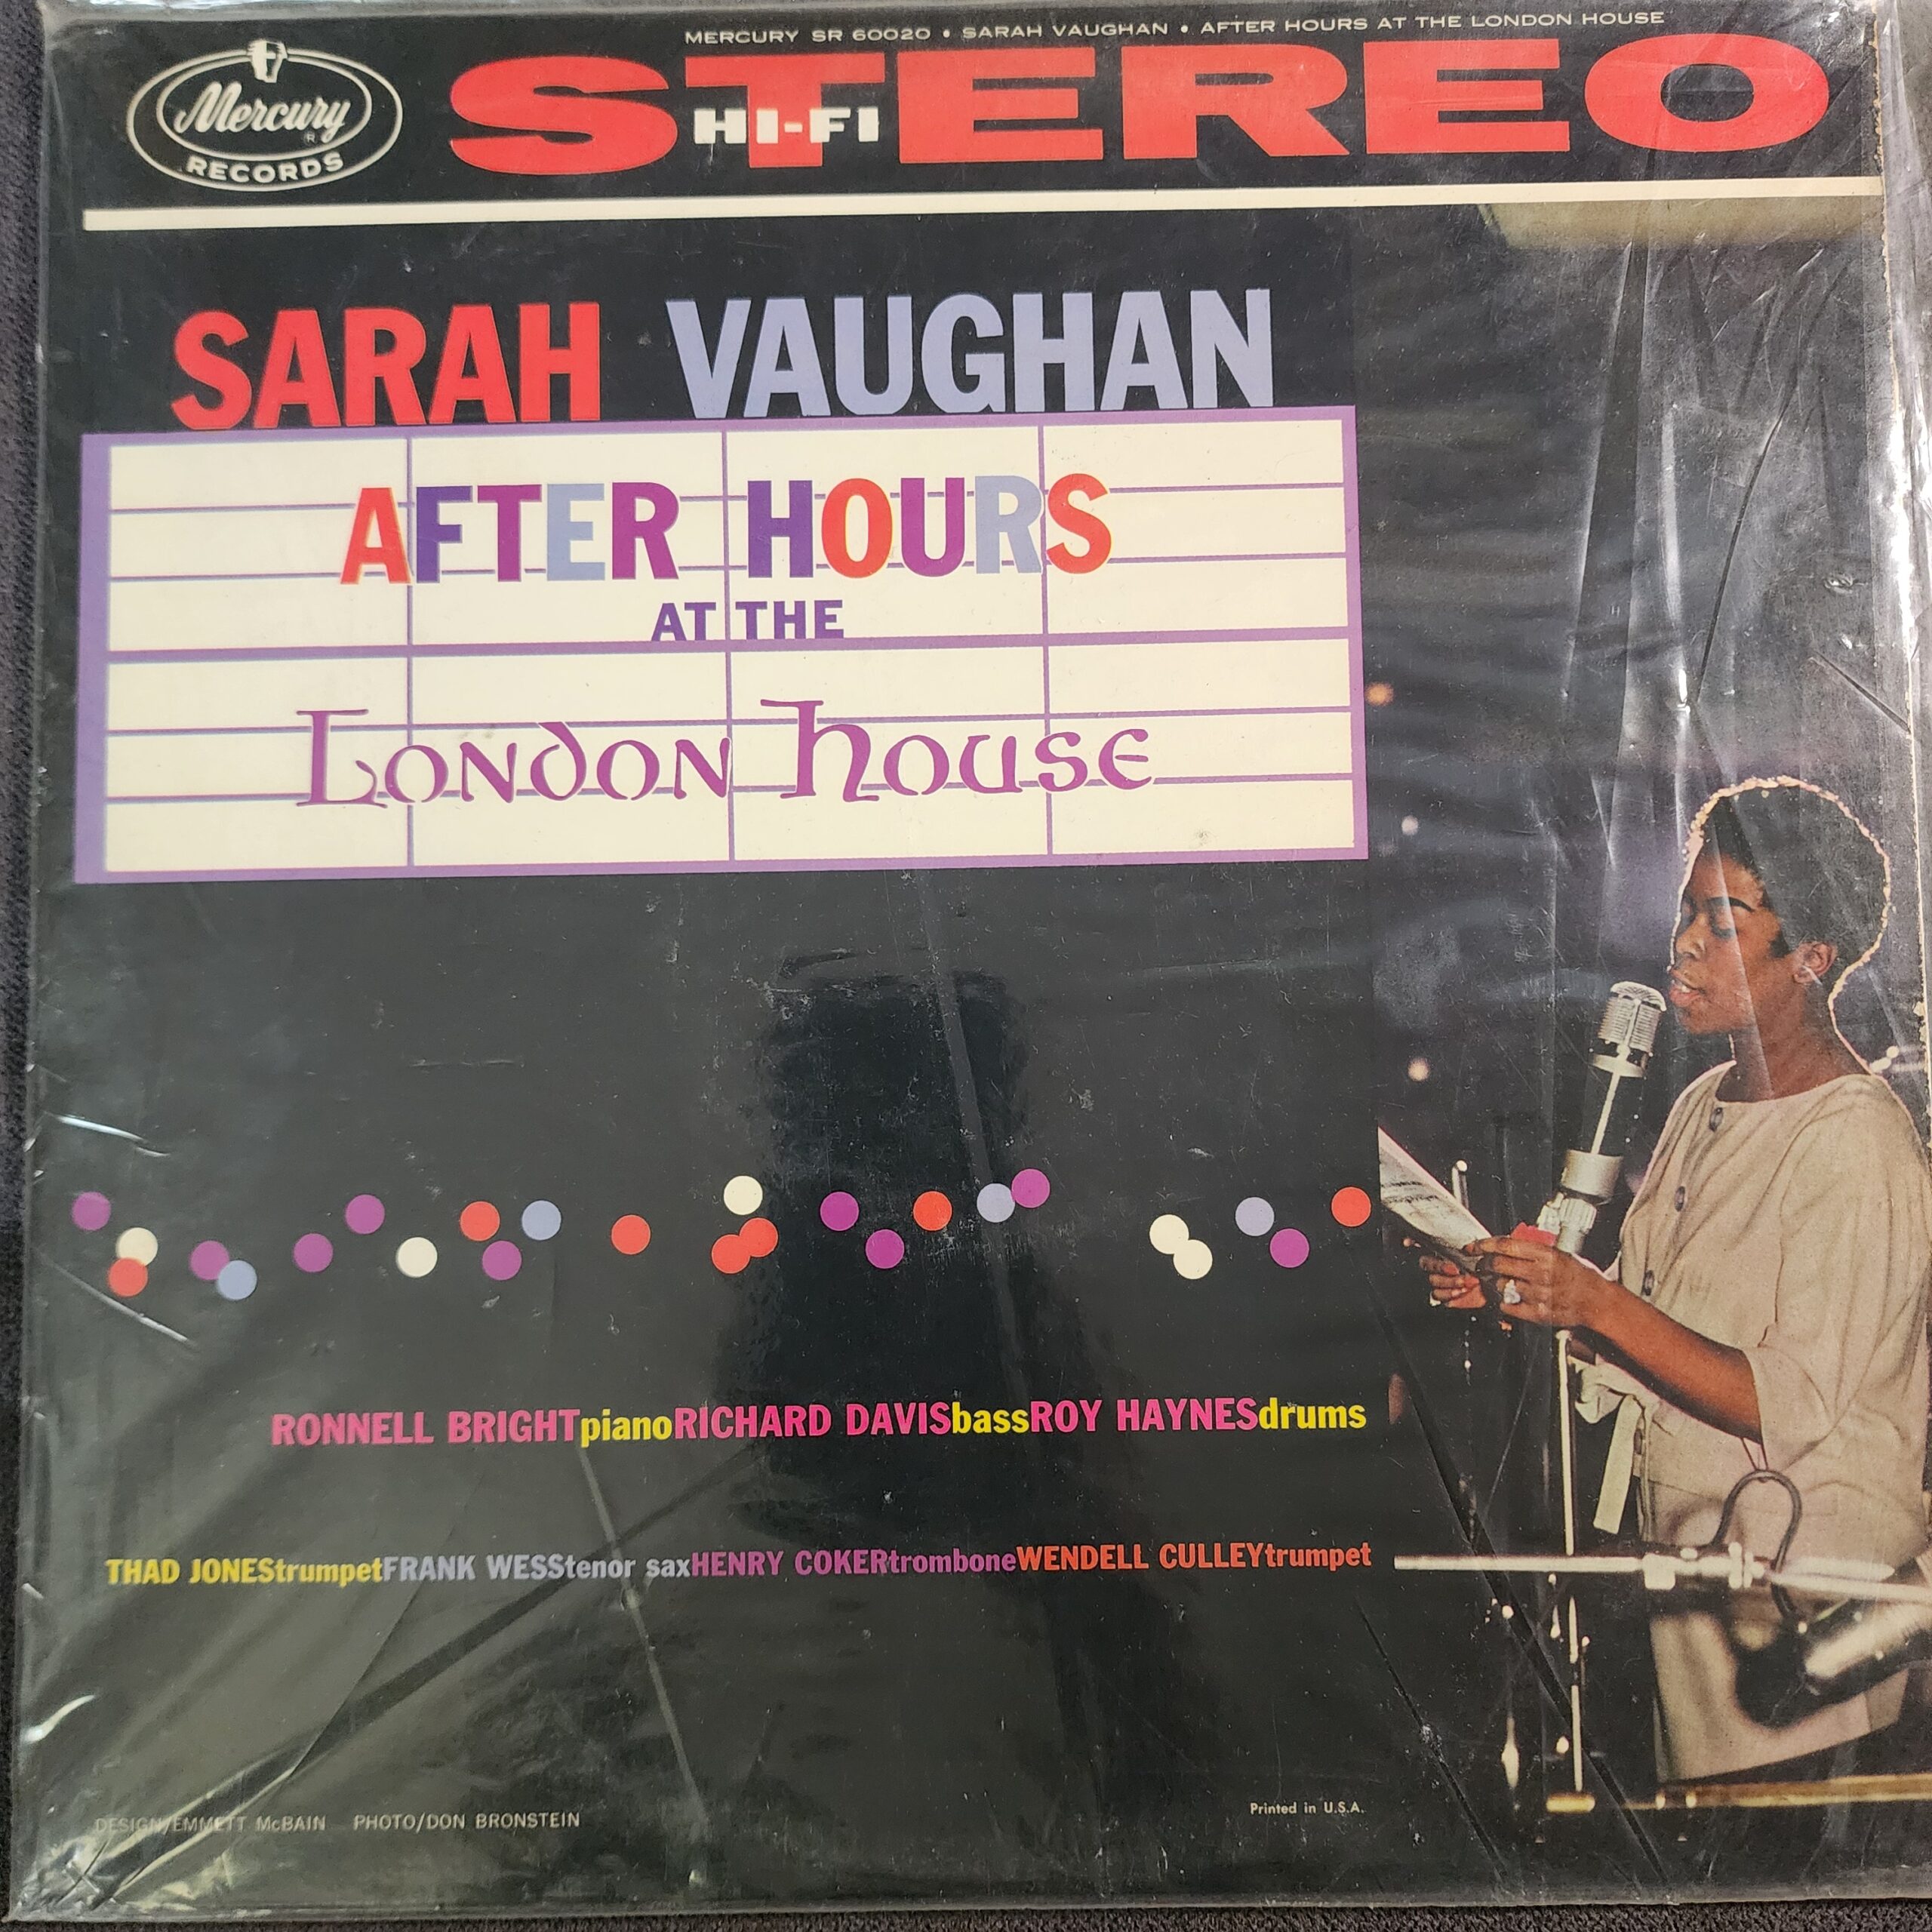 MERCURY SR 60020 • SARAH VAUGHAN • AFTER HOURS AT THE LONDON HOUSE
Mercury
®
RECORDS
STEREO
HI-FI
SARAH VAUGHAN
AFTER HOURS
AT THE
LONDON HOUSE
RONNELL BRIGHTpianoRICHARD DAVISbassROY HAYNESdrums
THAD JONEStrumpetFRANK WESStenor saxHENRY COKERtromboneWENDELL CULLEYtrumpet
DESIGN/EMMETT McBAIN PHOTO/DON BRONSTEIN
Printed in U.S.A.